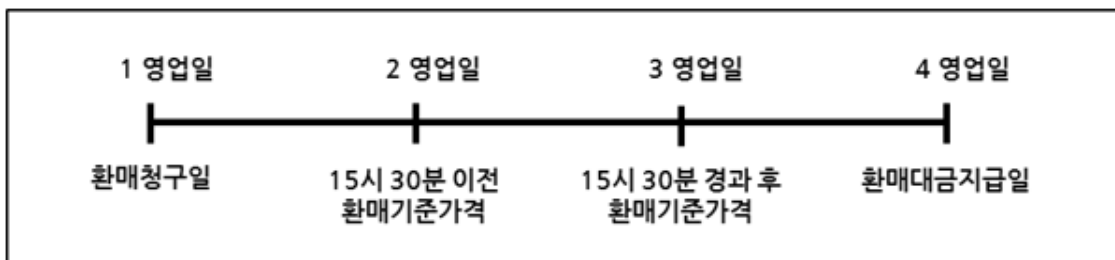 1 영업일 2 영업일 3 영업일 4 영업일
환매청구일 15시 30분 이전 15시 30분 경과 후 환매대금지급일
환매기준가격 환매기준가격